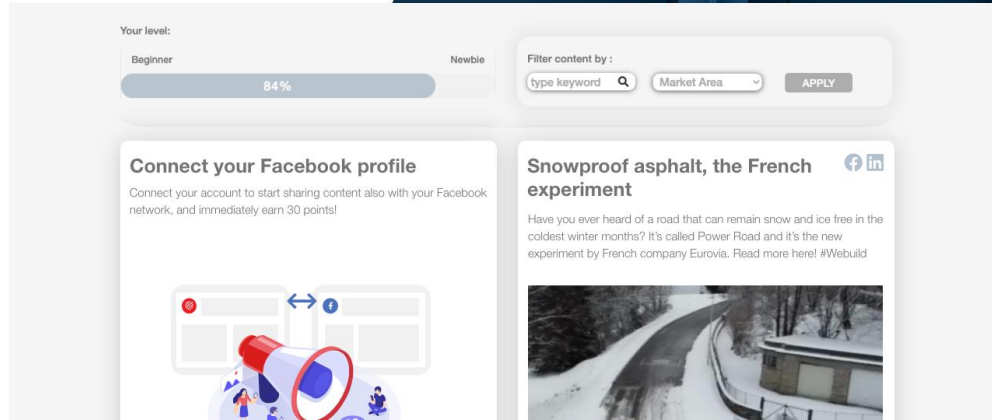 Your level:
Beginner
Newbie
84%
Filter content by :
type keyword
Market Area
APPLY
Connect your Facebook profile
Connect your account to start sharing content also with your Facebook
network, and immediately earn 30 points!
Snowproof asphalt, the French
experiment
Have you ever heard of a road that can remain snow and ice free in the
coldest winter months? It's called Power Road and it's the new
experiment by French company Eurovia. Read more here! #Webuild